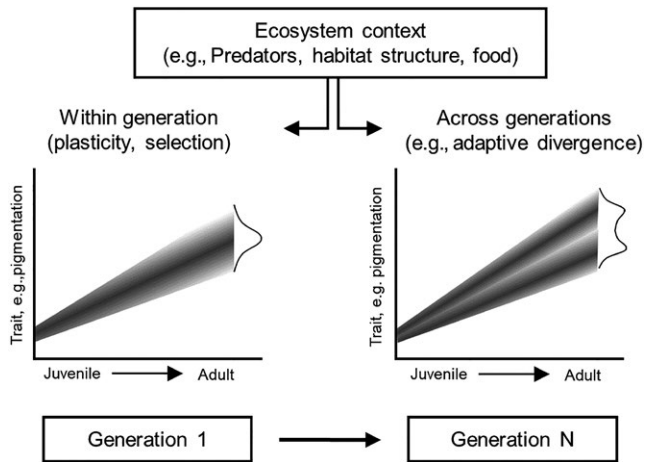 Ecosystem context
(e.g., Predators, habitat structure, food)
Within generation
(plasticity, selection)
Across generations
(e.g., adaptive divergence)
Trait, e.g.,pigmentation
Juvenile
Adult
Trait, e.g. pigmentation
Juvenile
Adult
Generation 1
Generation N